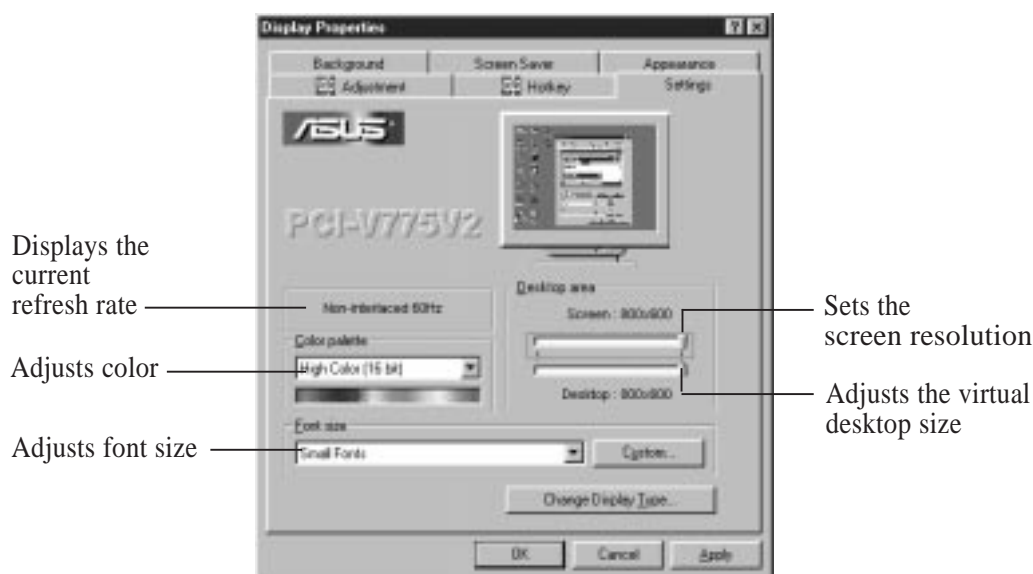 Display Properties
Background
Screen Saver
Appearance
Adjustment
Hotkey
Settings
ASUS
PCI-V775V2
Displays the
current
refresh rate
Non-interlaced 60Hz
Desktop area
Screen : 800x600
Sets the
screen resolution
Color palette
Adjusts color
High Color (16 bit)
Desktop : 800x600
Adjusts the virtual
desktop size
Font size
Adjusts font size
Small Fonts
Custom...
Change Display Type...
OK
Cancel
Apply